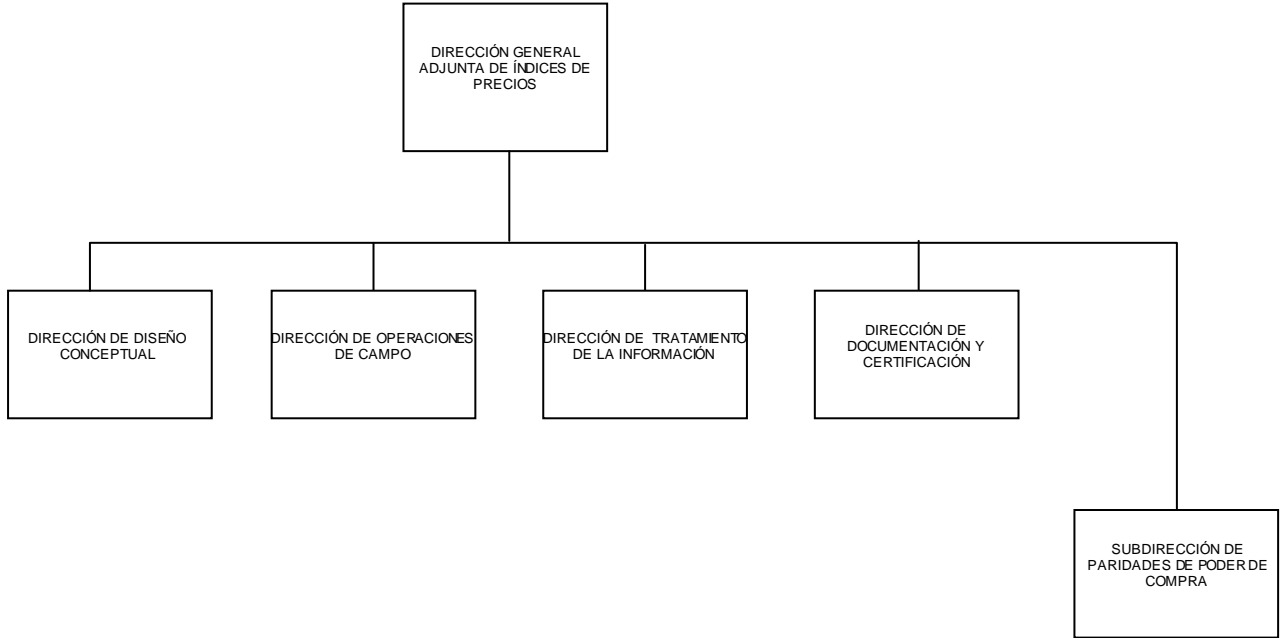 DIRECCIÓN GENERAL
ADJUNTA DE ÍNDICES DE
PRECIOS
DIRECCIÓN DE DISEÑO
CONCEPTUAL
DIRECCIÓN DE OPERACIONES
DE CAMPO
DIRECCIÓN DE TRATAMIENTO
DE LA INFORMACIÓN
DIRECCIÓN DE
DOCUMENTACIÓN Y
CERTIFICACIÓN
SUBDIRECCIÓN DE
PARIDADES DE PODER DE
COMPRA